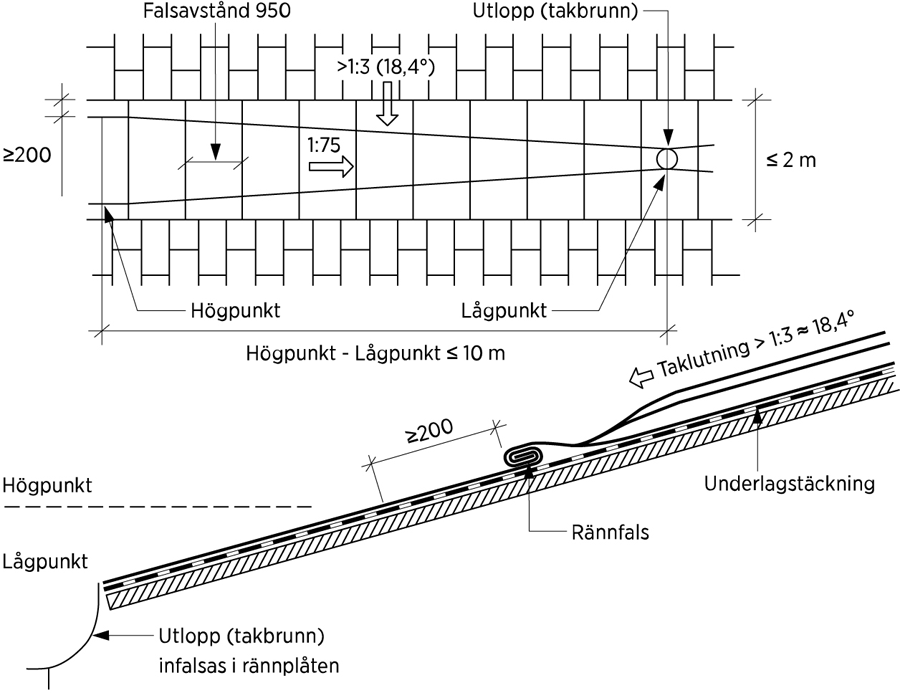 Falsavstånd 950
Utlopp (takbrunn)
>1:3 (18,4°)
1:75
≥200
≤ 2 m
Högpunkt
Lågpunkt
Högpunkt - Lågpunkt ≤ 10 m
Taklutning > 1:3 ≈ 18,4°
≥200
Högpunkt
Underlagstäckning
Rännfals
Lågpunkt
Utlopp (takbrunn)
infalsas i rännplåten